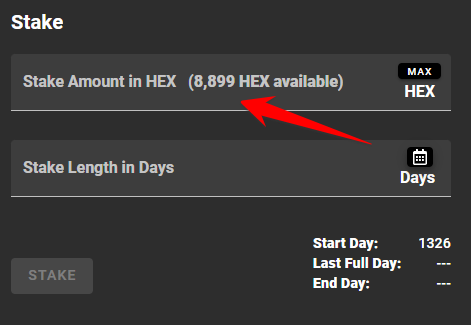 Stake
MAX
Stake Amount in HEX (8,899 HEX available)
HEX
Stake Length in Days
Days
Start Day: 1326
Last Full Day: ---
End Day: ---
STAKE